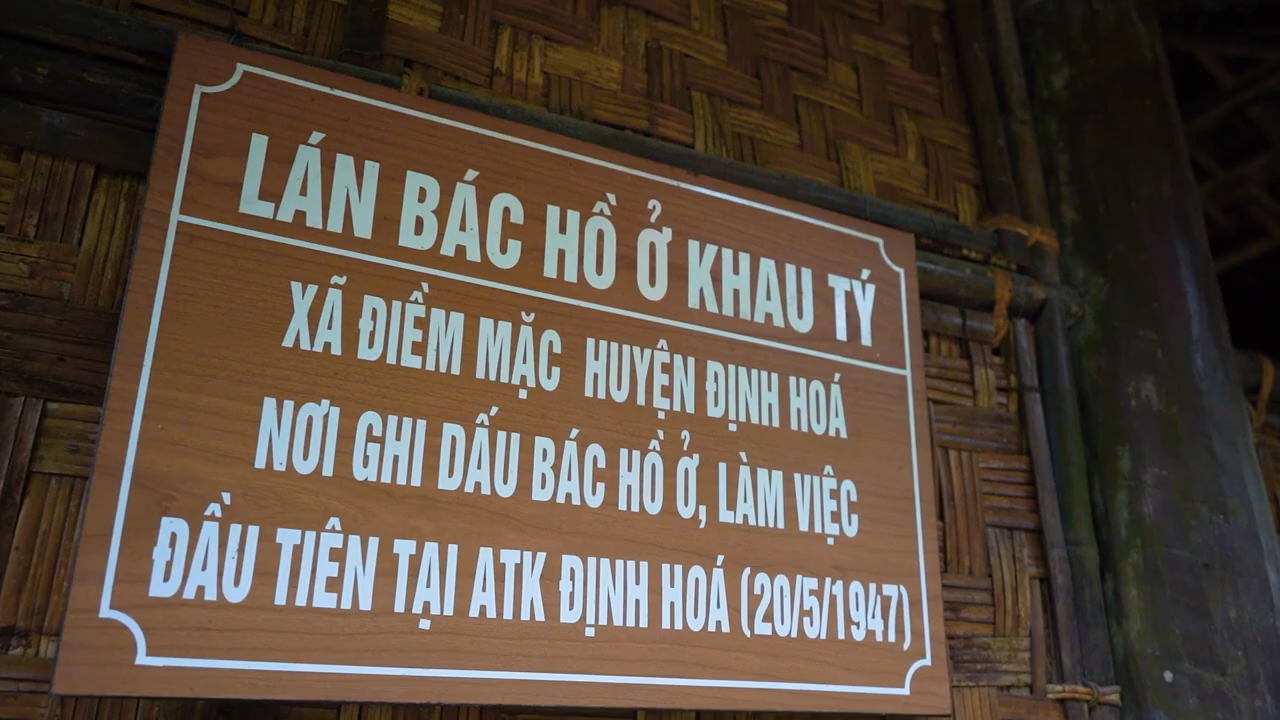 LÁN BÁC HỒ Ở KHAU TÝ
XÃ ĐIỀM MẶC HUYỆN ĐỊNH HOÁ
NƠI GHI DẤU BÁC HỒ Ở, LÀM VIỆC
ĐẦU TIÊN TẠI ATK ĐỊNH HOÁ (20/5/1947)